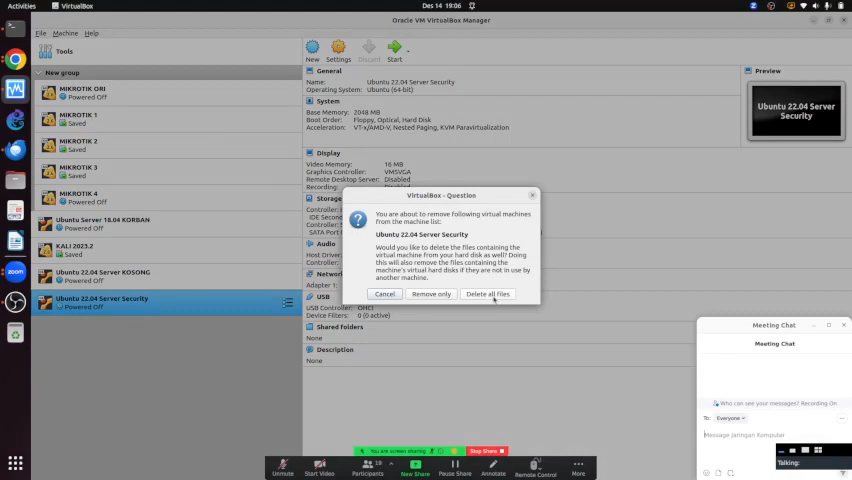 Activities
VirtualBox
Des 14 19:06
Oracle VM VirtualBox Manager
File Machine Help
Tools
New group
MIKROTIK ORI
Powered Off
MIKROTIK 1
Saved
MIKROTIK 2
Saved
MIKROTIK 3
Saved
MIKROTIK 4
Powered Off
Ubuntu Server 18.04 KORBAN
Powered Off
KALI 2023.2
Saved
Ubuntu 22.04 Server KOSONG
Powered Off
Ubuntu 22.04 Server Security
Powered Off
New Settings Discard Start
General
Name: Ubuntu 22.04 Server Security
Operating System: Ubuntu (64-bit)
System
Base Memory: 2048 MB
Boot Order: Floppy, Optical, Hard Disk
Acceleration: VT-x/AMD-V, Nested Paging, KVM Paravirtualization
Display
Video Memory: 16 MB
Graphics Controller: VMSVGA
Remote Desktop Server: Disabled
Recording: Disabled
Storage
Controller:
IDE Second
SATA Port
Audio
Host Driver:
Controller:
Network
Adapter 1:
USB
USB Controller: OHCI
Device Filters: 0 (0 active)
Shared folders
None
Description
None
Preview
Ubuntu 22.04 Server
Security
VirtualBox - Question
You are about to remove following virtual machines
from the machine list:
Ubuntu 22.04 Server Security
Would you like to delete the files containing the
virtual machine from your hard disk as well? Doing
this will also remove the files containing the
machine's virtual hard disks if they are not in use by
another machine.
Cancel Remove only Delete all files
Meeting Chat
Meeting Chat
Who can see your messages? Recording On
To: Everyone
Message Jaringan Komputer
Talking:
You are screen sharing
Stop Share
Unmute Start Video Participants 18 New Share Pause Share Annotate Remote Control More
zoom